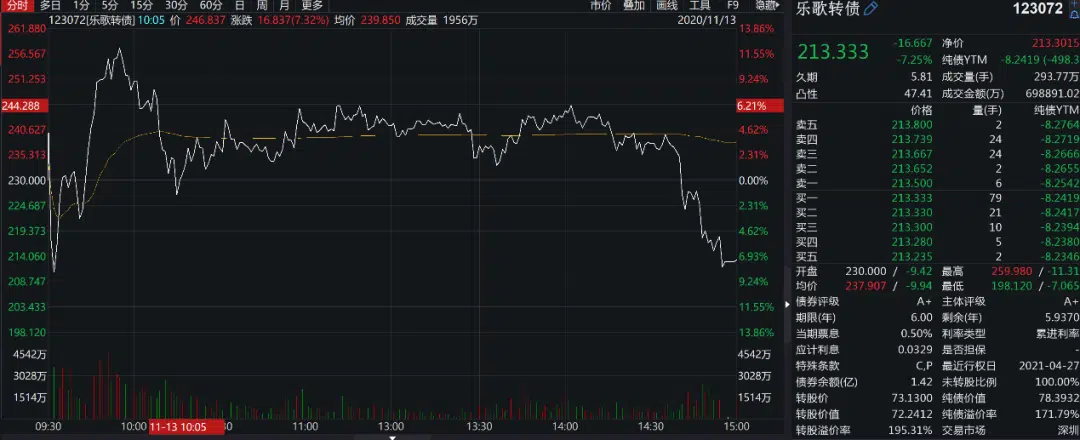 分时 多日 1分 5分 15分 30分 60分 日 周 月 更多 市价 叠加 画线 工具 F9 隐藏
123072[乐歌转债] 10:05 价 246.837 涨跌 16.837(7.32%) 均价 239.850 成交量 1956万 2020/11/13
261.880 13.86%
256.567 12.48%
251.253 9.24%
244.288 6.21%
240.627 4.62%
235.313 2.31%
230.000 0.00%
224.687 2.31%
219.373 4.62%
214.060 6.93%
208.747 9.24%
203.433 11.55%
198.120 13.86%
4542万 4542万
3028万 3028万
1514万 1514万
09:30 10:00 11-13 10:05 11:00 13:00 13:30 14:00 14:30 15:00
乐歌转债 123072
213.333 -16.667 净价 213.3015
-7.25% 纯债YTM -8.2419 (-498.3
久期 5.81 成交量(手) 293.77万
凸性 47.41 成交金额(万) 698891.02
价格 量(手) 纯债YTM
卖五 213.800 2 -8.2764
卖四 213.739 24 -8.2719
卖三 213.667 24 -8.2666
卖二 213.652 2 -8.2655
卖一 213.500 6 -8.2542
买一 213.333 79 -8.2419
买二 213.330 21 -8.2417
买三 213.300 10 -8.2394
买四 213.280 5 -8.2380
买五 213.235 2 -8.2346
开盘 230.000 / -9.42 最高 259.980 / -11.31
均价 237.907 / -9.94 最低 198.120 / -7.065
债券评级 A+ 主体评级 A+
期限(年) 6.00 剩余(年) 5.9370
当期票息 0.50% 利率类型 累进利率
应计利息 0.0329 是否担保 -
特殊条款 C,P 最近行权日 2021-04-27
债券余额(亿) 1.42 未转股比例 100.00%
转股价 73.1300 纯债价值 78.3932
转股价值 72.2412 纯债溢价率 171.79%
转股溢价率 195.31% 交易市场 深圳